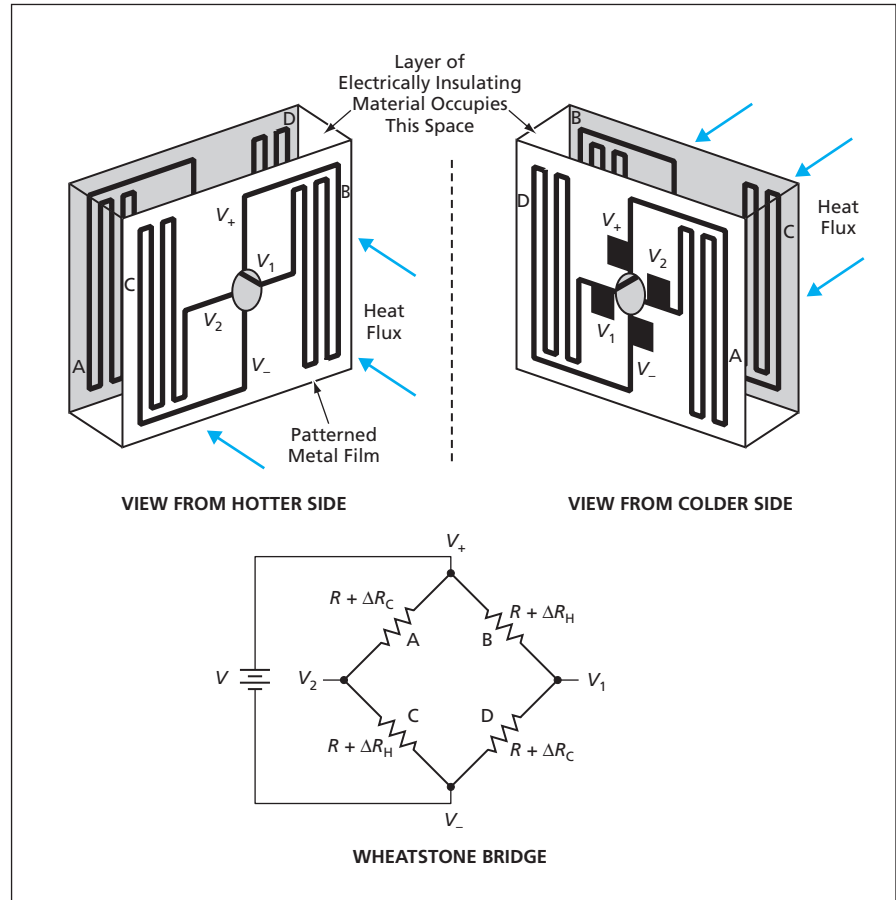 Layer of
Electrically Insulating
Material Occupies
This Space
D
B
V+
V1
C
V2
Heat
Flux
A
V–
Patterned
Metal Film
VIEW FROM HOTTER SIDE
B
D
Heat
Flux
C
V+
V2
V1
A
V–
VIEW FROM COLDER SIDE
V+
R + ΔRC
R + ΔRH
A
B
V
V2
V1
C
D
R + ΔRH
R + ΔRC
V–
WHEATSTONE BRIDGE